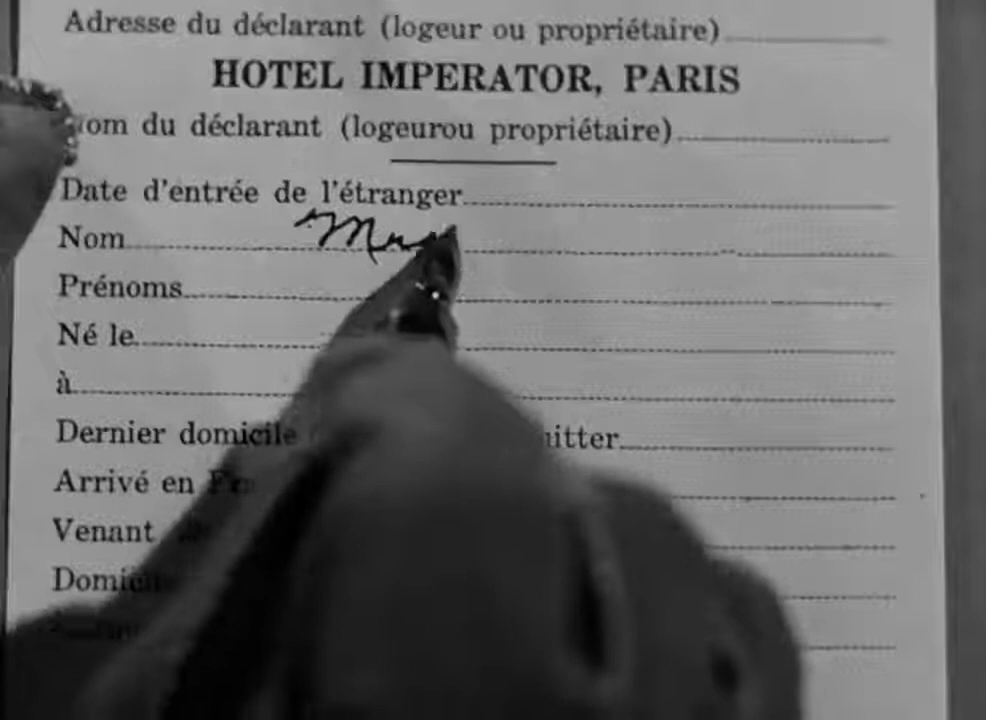 Adresse du déclarant (logeur ou propriétaire)
HOTEL IMPERATOR, PARIS
om du déclarant (logeurou propriétaire)
Date d'entrée de l'étranger
Nom
Prénoms
Né le
à
Dernier domicile
Arrivé en
Venant